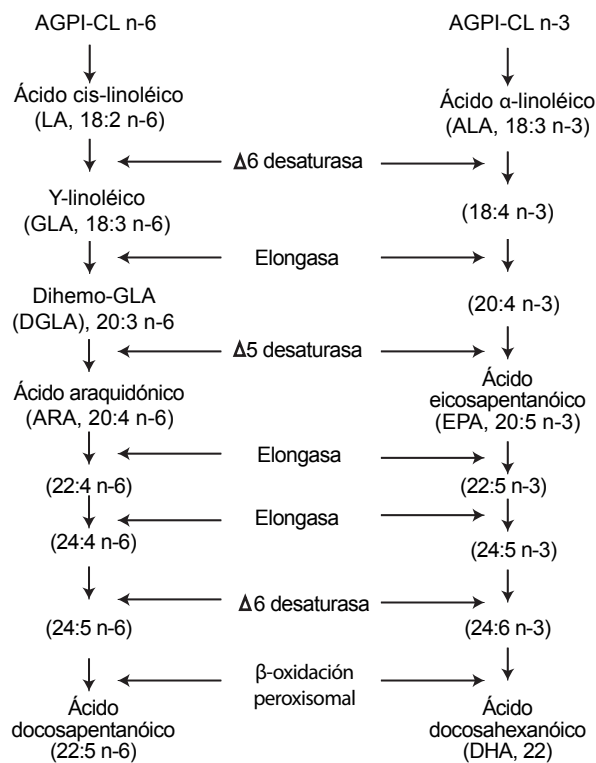 AGPI-CL n-6
AGPI-CL n-3
Ácido cis-linoléico
(LA, 18:2 n-6)
Ácido α-linoléico
(ALA, 18:3 n-3)
Δ6 desaturasa
Y-linoléico
(GLA, 18:3 n-6)
(18:4 n-3)
Elongasa
Dihemo-GLA
(DGLA), 20:3 n-6
(20:4 n-3)
Δ5 desaturasa
Ácido araquidónico
(ARA, 20:4 n-6)
Ácido
eicosapentanóico
(EPA, 20:5 n-3)
Elongasa
(22:4 n-6)
(22:5 n-3)
Elongasa
(24:4 n-6)
(24:5 n-3)
Δ6 desaturasa
(24:5 n-6)
(24:6 n-3)
β-oxidación
peroxisomal
Ácido
docosapentanóico
(22:5 n-6)
Ácido
docosahexanóico
(DHA, 22)